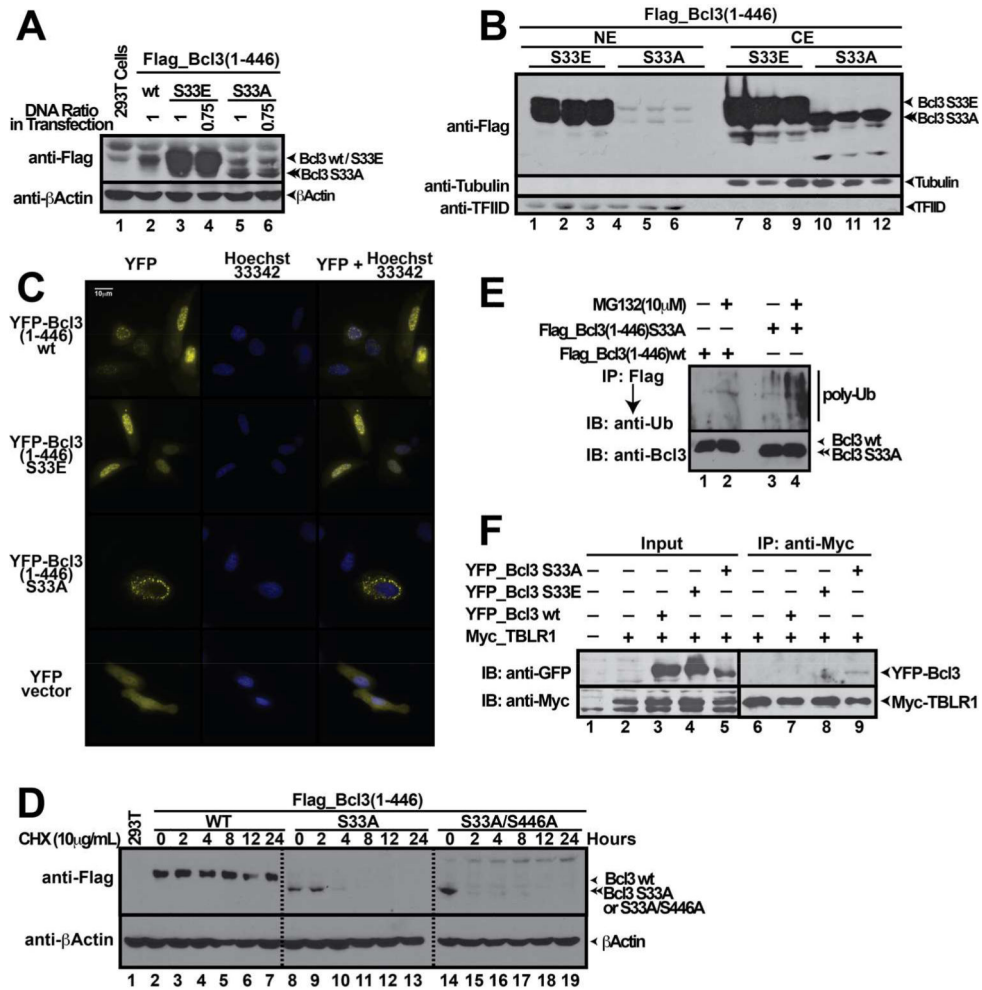 A
Flag_Bcl3(1-446)
293T Cells
wt S33E S33A
DNA Ratio
in Transfection
1 1 0.75 1 0.75
anti-Flag
Bcl3 wt / S33E
Bcl3 S33A
anti-βActin
βActin
1 2 3 4 5 6
B
Flag_Bcl3(1-446)
NE CE
S33E S33A S33E S33A
anti-Flag
Bcl3 S33E
Bcl3 S33A
anti-Tubulin
Tubulin
anti-TFIID
TFIID
1 2 3 4 5 6 7 8 9 10 11 12
C
YFP Hoechst 33342 YFP + Hoechst 33342
10μm
YFP-Bcl3
(1-446)
wt
YFP-Bcl3
(1-446)
S33E
YFP-Bcl3
(1-446)
S33A
YFP
vector
E
MG132(10μM) – + – +
Flag_Bcl3(1-446)S33A – – + +
Flag_Bcl3(1-446)wt + + – –
IP: Flag
IB: anti-Ub
poly-Ub
IB: anti-Bcl3
Bcl3 wt
Bcl3 S33A
1 2 3 4
F
Input IP: anti-Myc
YFP_Bcl3 S33A – – – – + – – – +
YFP_Bcl3 S33E – – – + – – – + –
YFP_Bcl3 wt – – + – – – + – –
Myc_TBLR1 – + + + + + + + +
IB: anti-GFP
YFP-Bcl3
IB: anti-Myc
Myc-TBLR1
1 2 3 4 5 6 7 8 9
D
Flag_Bcl3(1-446)
293T
WT S33A S33A/S446A
CHX (10μg/mL) 0 2 4 8 12 24 0 2 4 8 12 24 0 2 4 8 12 24 Hours
anti-Flag
Bcl3 wt
Bcl3 S33A
or S33A/S446A
anti-βActin
βActin
1 2 3 4 5 6 7 8 9 10 11 12 13 14 15 16 17 18 19